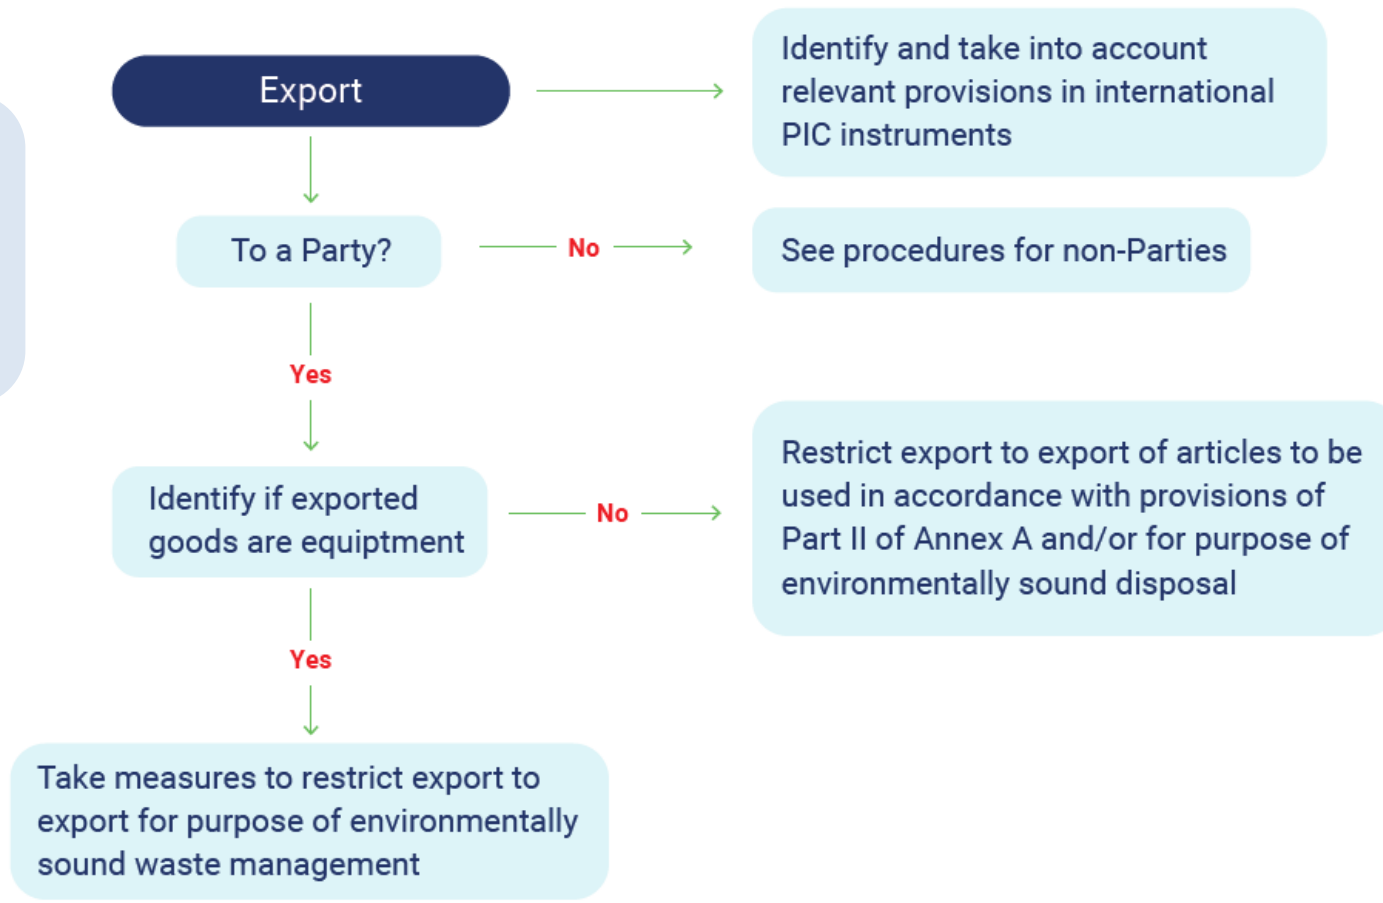 Export
Identify and take into account
relevant provisions in international
PIC instruments
To a Party?
No
See procedures for non-Parties
Yes
Identify if exported
goods are equiptment
No
Restrict export to export of articles to be
used in accordance with provisions of
Part II of Annex A and/or for purpose of
environmentally sound disposal
Yes
Take measures to restrict export to
export for purpose of environmentally
sound waste management